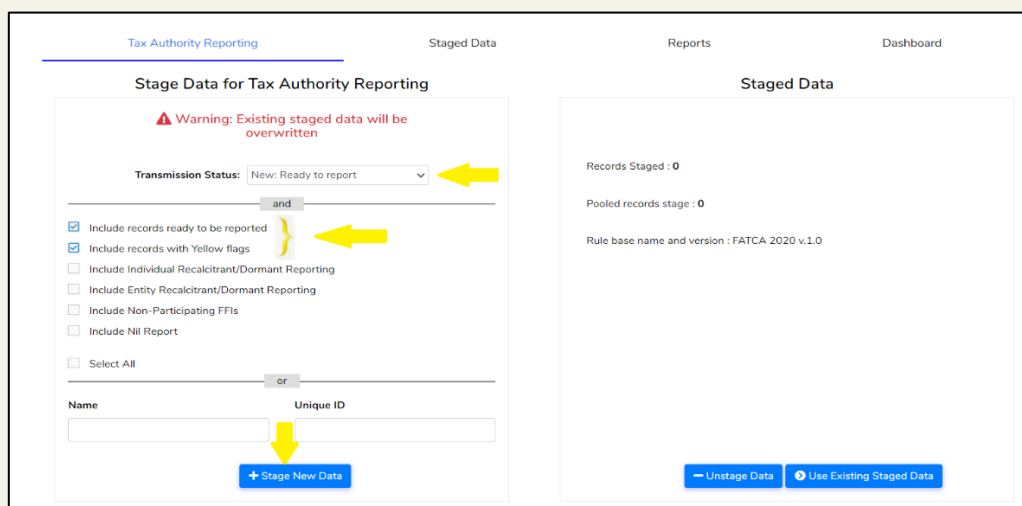 Tax Authority Reporting
Staged Data
Reports
Dashboard
Stage Data for Tax Authority Reporting
Warning: Existing staged data will be
overwritten
Transmission Status: New: Ready to report
and
Include records ready to be reported
Include records with Yellow flags
Include Individual Recalcitrant/Dormant Reporting
Include Entity Recalcitrant/Dormant Reporting
Include Non-Participating FFIs
Include Nil Report
Select All
or
Name Unique ID
+ Stage New Data
Staged Data
Records Staged : 0
Pooled records stage : 0
Rule base name and version : FATCA 2020 v.1.0
Unstage Data
Use Existing Staged Data